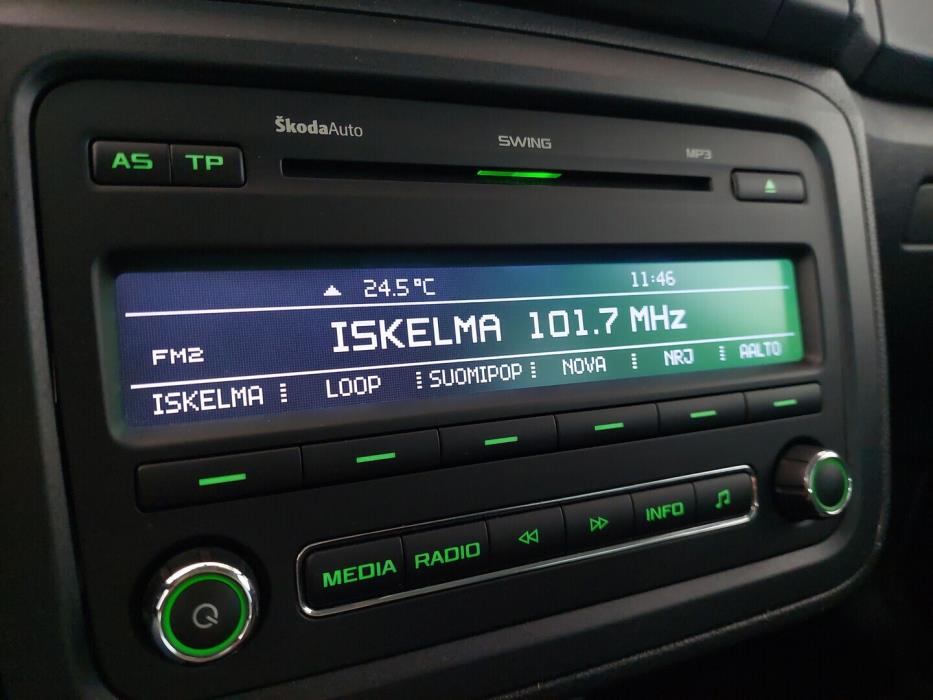 ŠkodaAuto
SWING
MP3
AS TP
24.5°C 11:46
ISKELMA 101.7 MHz
FM2
ISKELMA LOOP SUOMIPOP NOVA NRJ AALTO
MEDIA RADIO INFO